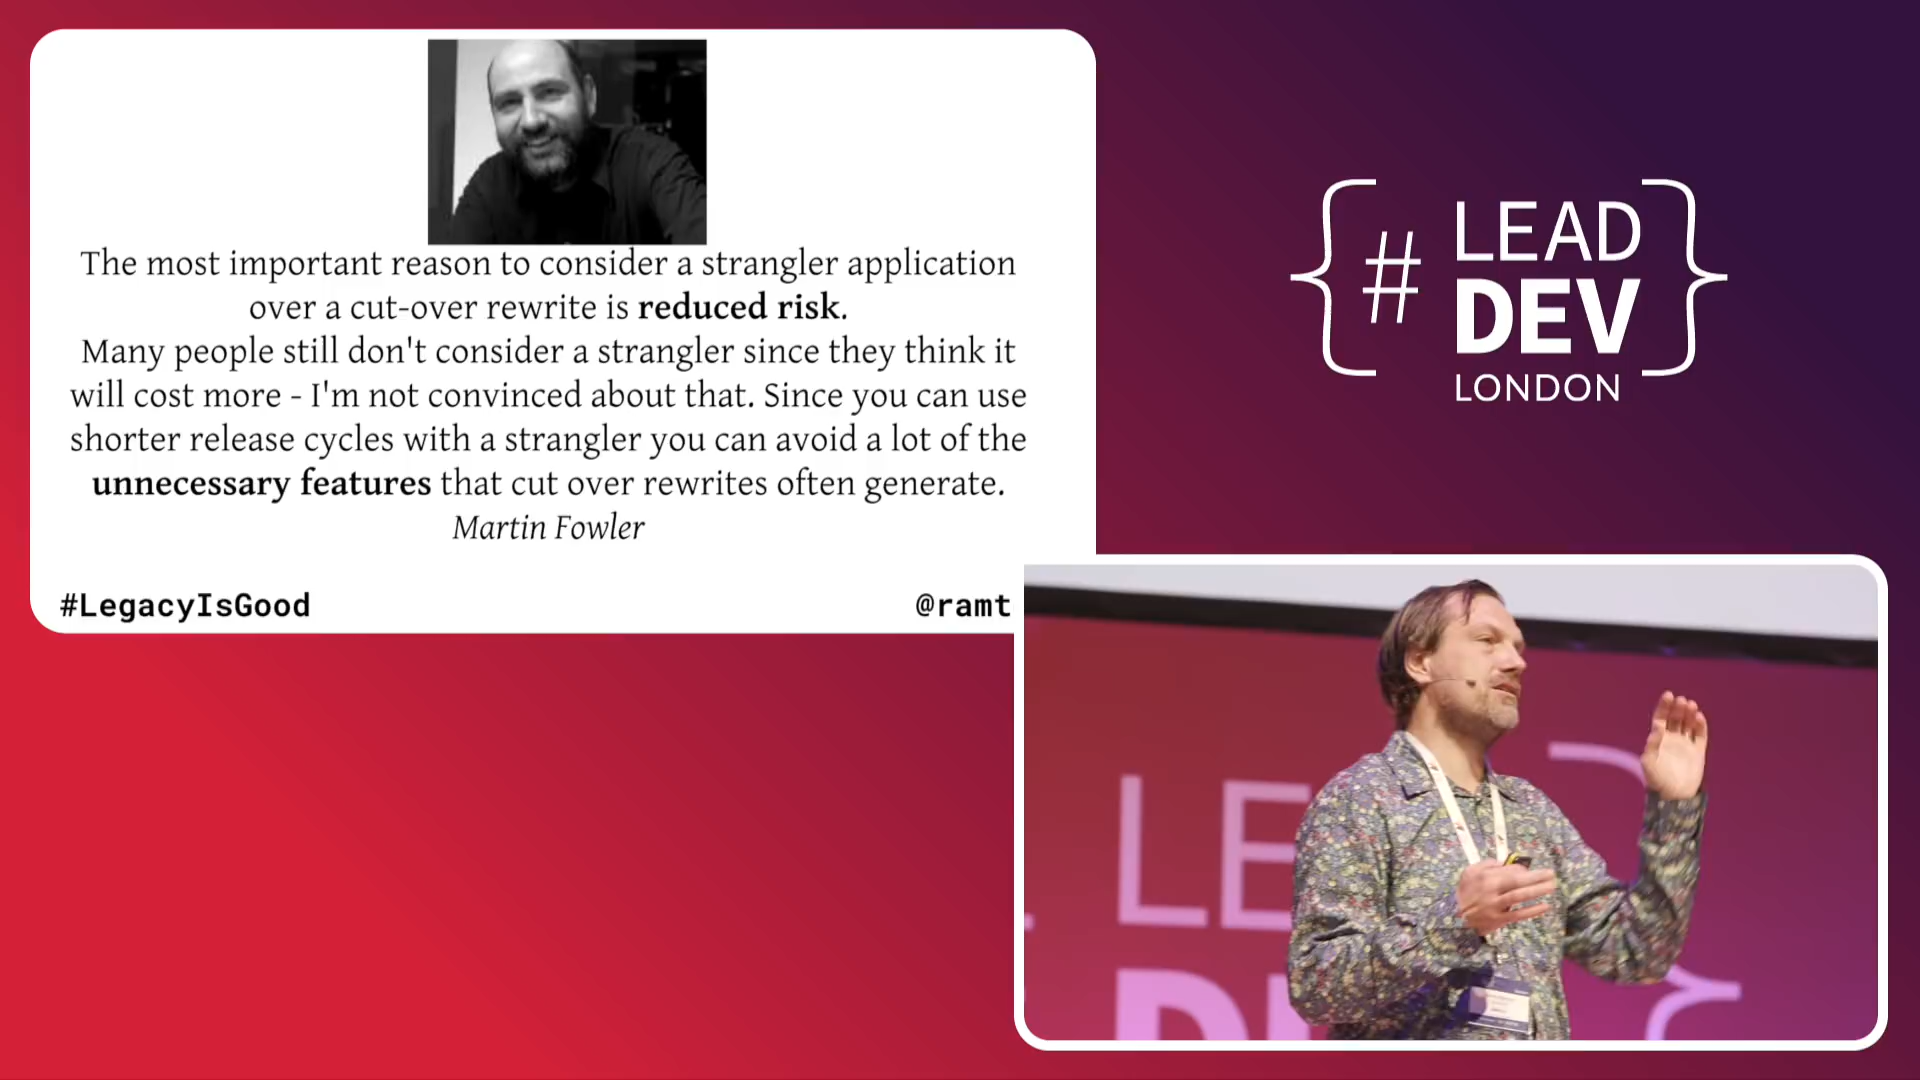 The most important reason to consider a strangler application
over a cut-over rewrite is reduced risk.
Many people still don't consider a strangler since they think it
will cost more - I'm not convinced about that. Since you can use
shorter release cycles with a strangler you can avoid a lot of the
unnecessary features that cut over rewrites often generate.
Martin Fowler
#LegacyIsGood
@ramt
{# LEAD
DEV}
LONDON
LE
D